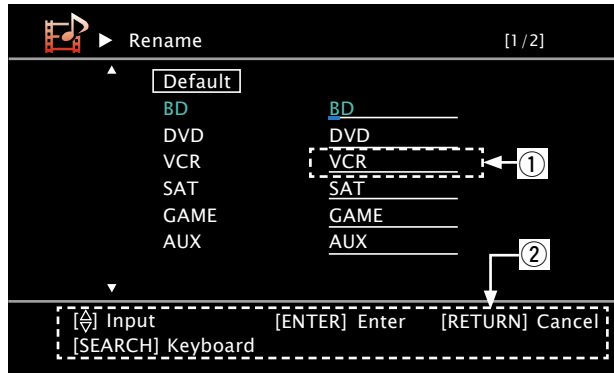 Rename [1/2]
Default
BD BD
DVD DVD
VCR VCR ①
SAT SAT
GAME GAME
AUX AUX
②
[△▽] Input [ENTER] Enter [RETURN] Cancel
[SEARCH] Keyboard